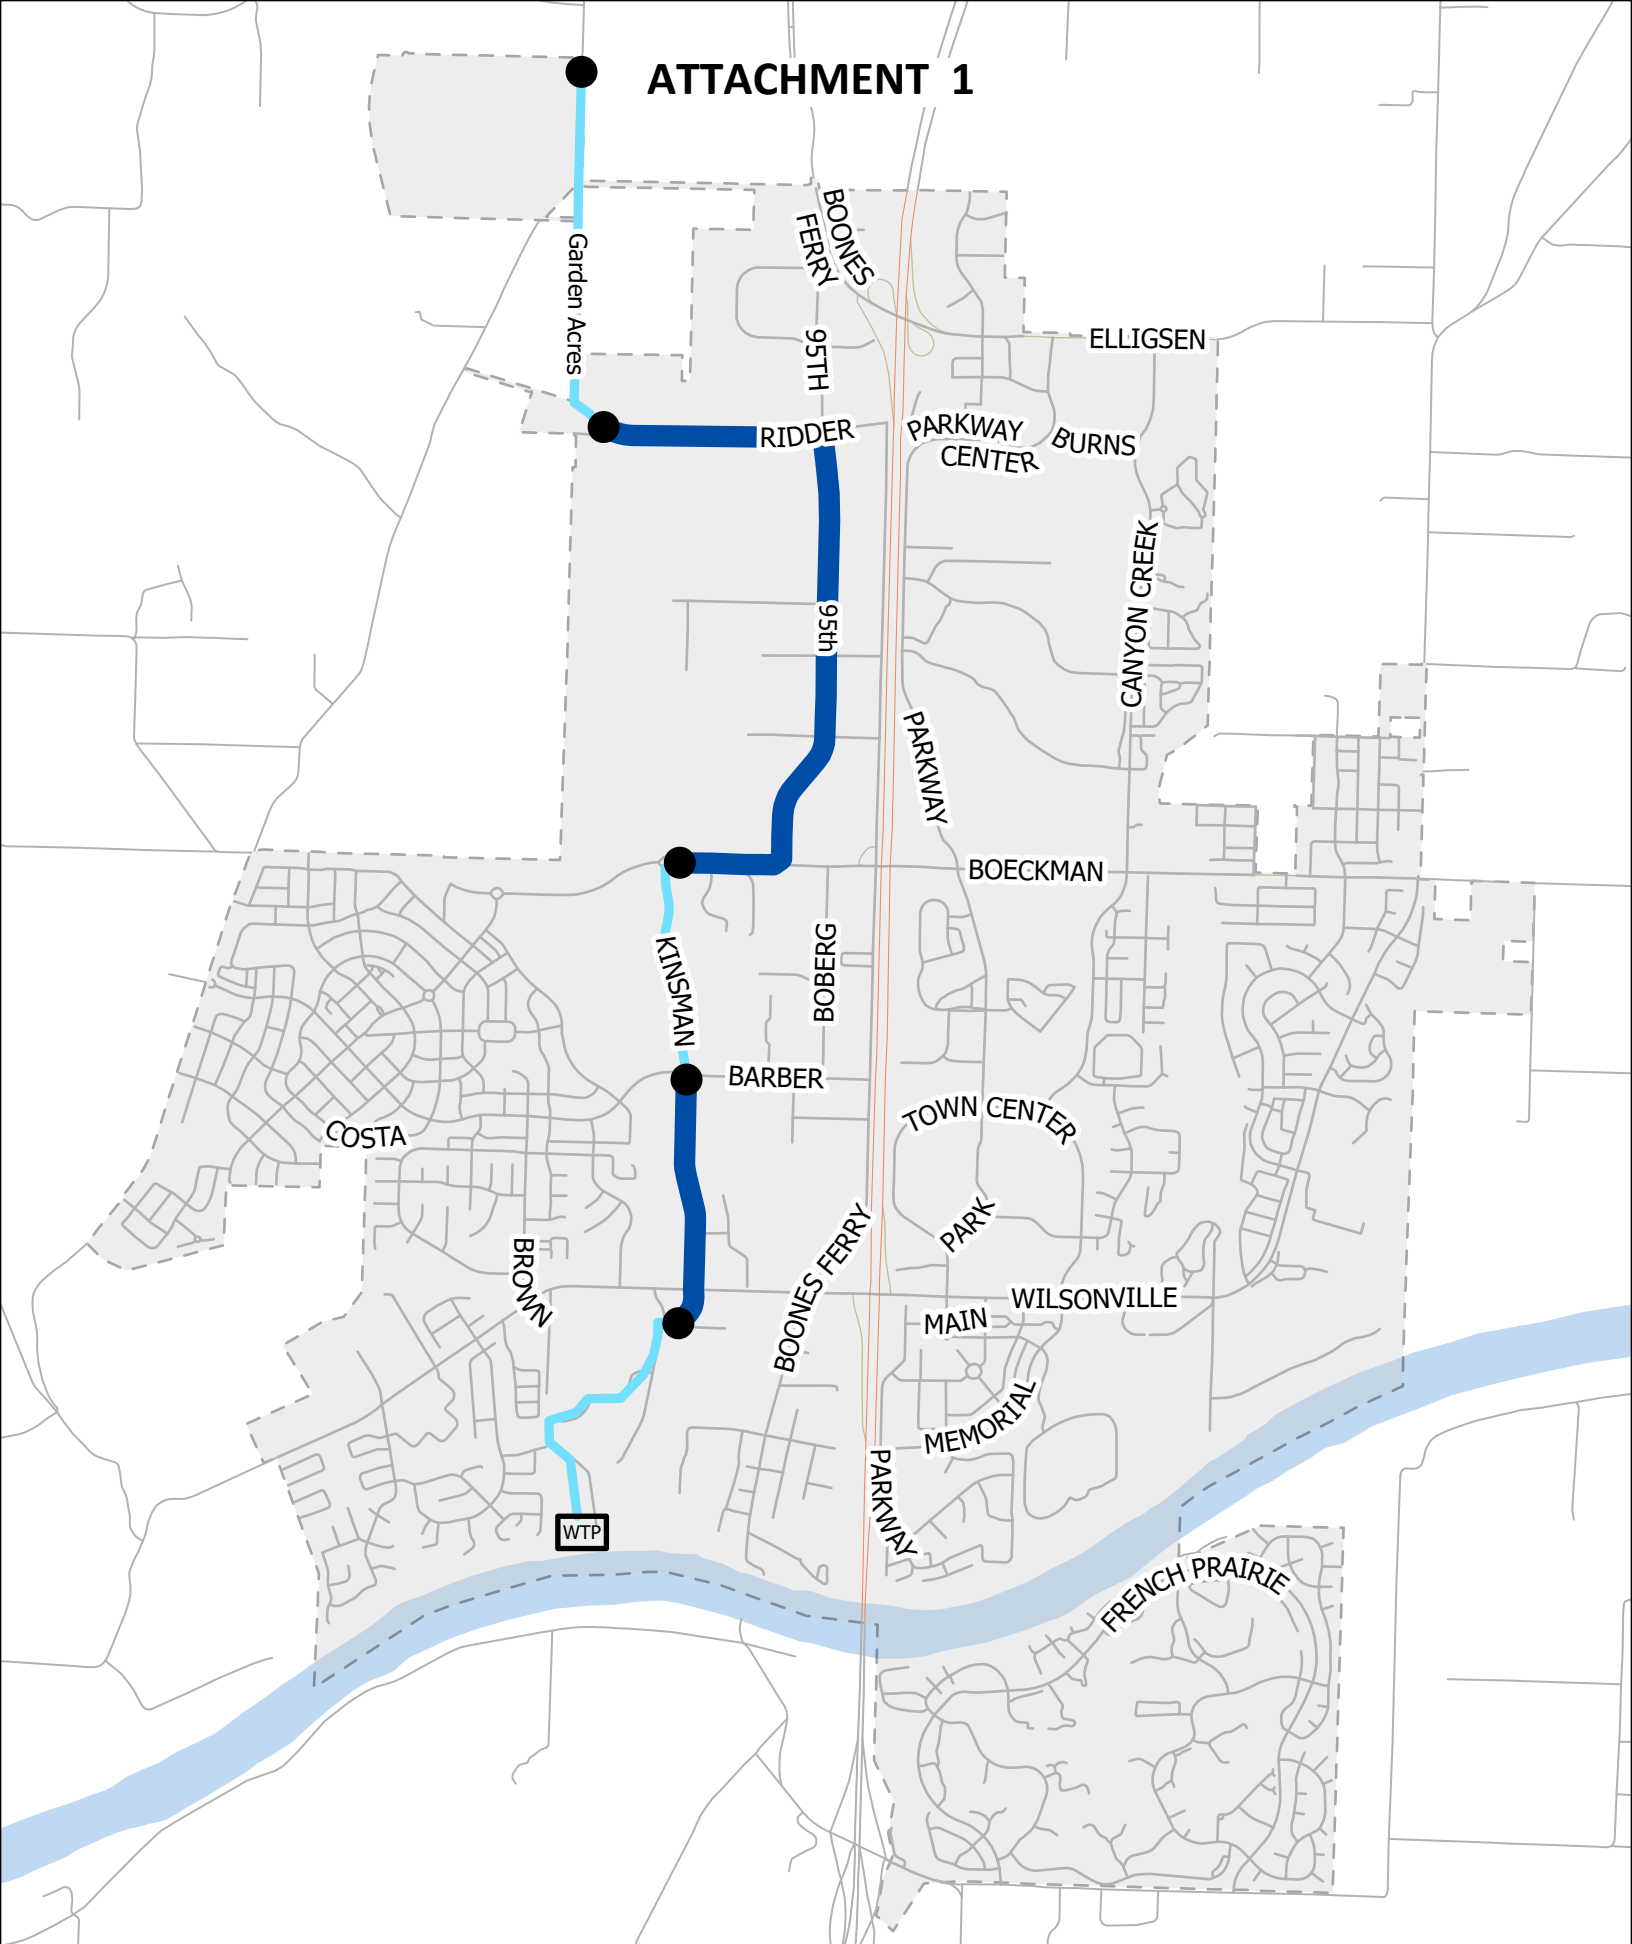 ATTACHMENT 1
BOONES
FERRY
Garden Acres
ELLIGSEN
95TH
RIDDER
PARKWAY
CENTER
BURNS
CANYON CREEK
95th
PARKWAY
BOECKMAN
KINSMAN
BOBERG
BARBER
TOWN CENTER
COSTA
PARK
BOONES FERRY
BROWN
WILSONVILLE
MAIN
MEMORIAL
PARKWAY
WTP
FRENCH PRAIRIE